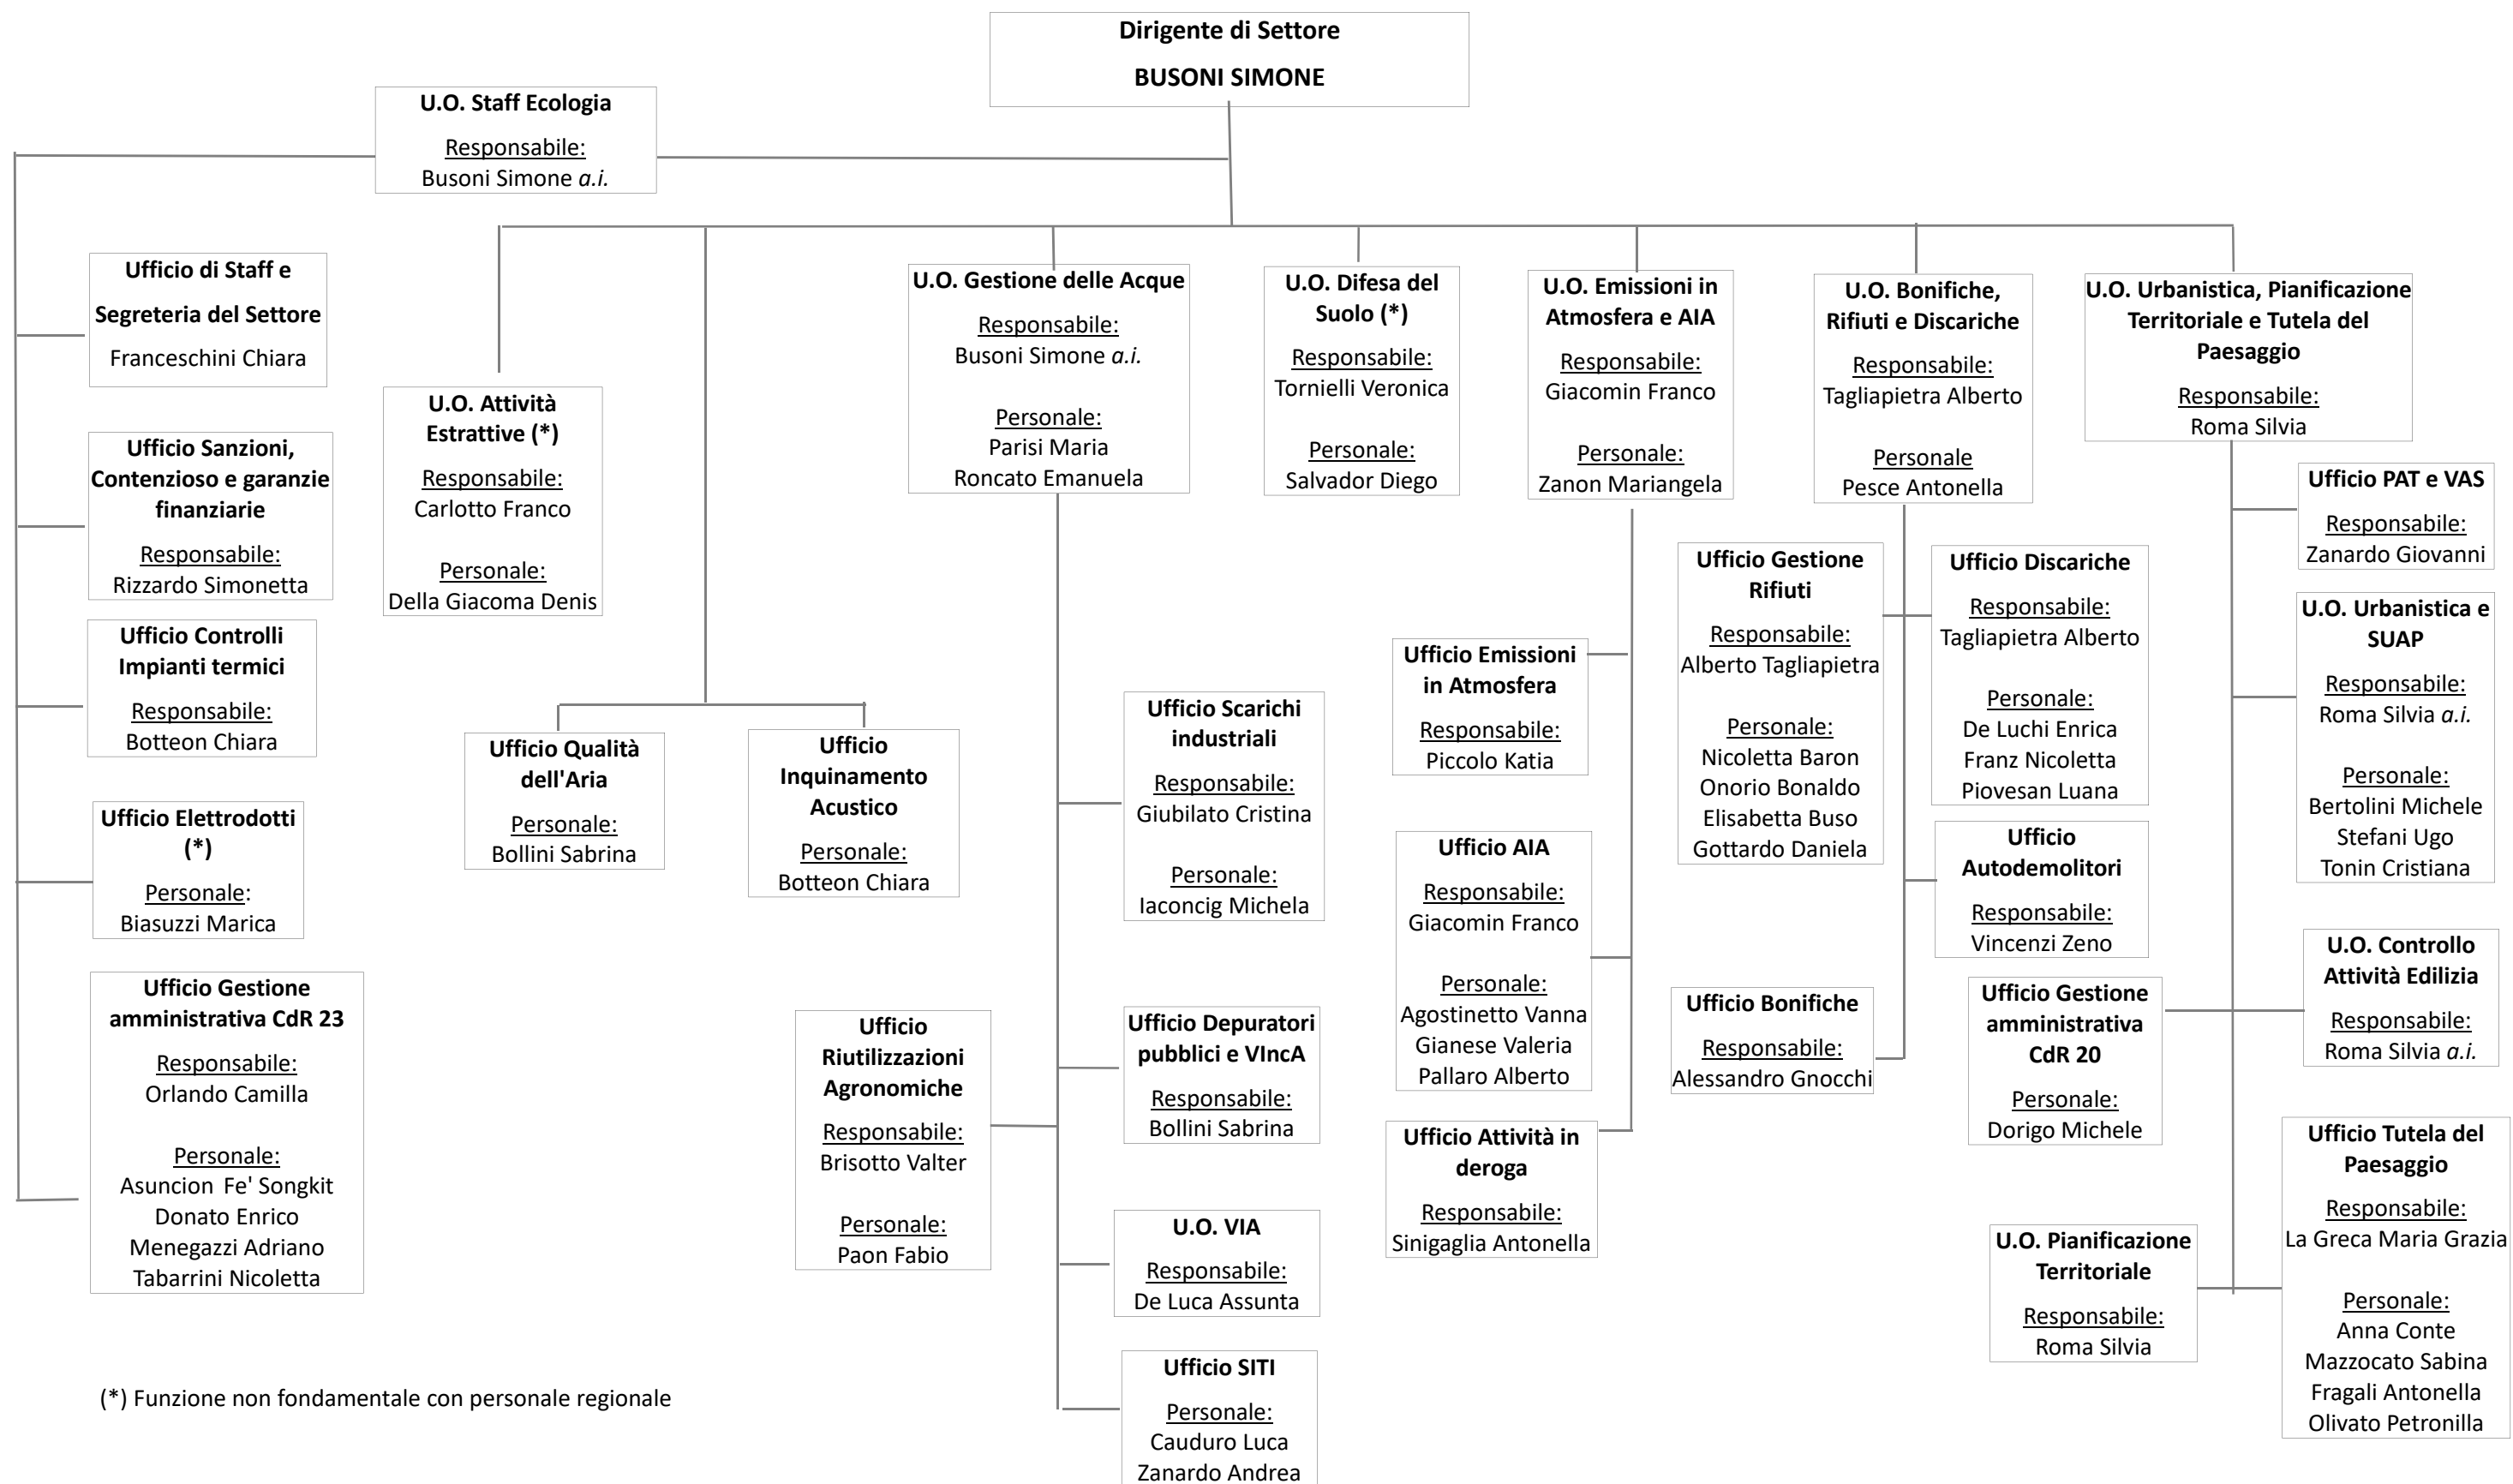 Dirigente di Settore
BUSONI SIMONE
U.O. Staff Ecologia
Responsabile:
Busoni Simone a.i.
Ufficio di Staff e
Segreteria del Settore
Franceschini Chiara
Ufficio Sanzioni,
Contenzioso e garanzie
finanziarie
Responsabile:
Rizzardo Simonetta
Ufficio Controlli
Impianti termici
Responsabile:
Botteon Chiara
Ufficio Elettrodotti
(*)
Personale:
Biasuzzi Marica
Ufficio Gestione
amministrativa CdR 23
Responsabile:
Orlando Camilla
Personale:
Asuncion Fe' Songkit
Donato Enrico
Menegazzi Adriano
Tabarrini Nicoletta
U.O. Attività
Estrattive (*)
Responsabile:
Carlotto Franco
Personale:
Della Giacoma Denis
Ufficio Qualità
dell'Aria
Personale:
Bollini Sabrina
Ufficio
Inquinamento
Acustico
Personale:
Botteon Chiara
U.O. Gestione delle Acque
Responsabile:
Busoni Simone a.i.
Personale:
Parisi Maria
Roncato Emanuela
Ufficio Scarichi
industriali
Responsabile:
Giubilato Cristina
Personale:
Iaconcig Michela
Ufficio
Riutilizzazioni
Agronomiche
Responsabile:
Brisotto Valter
Personale:
Paon Fabio
Ufficio Depuratori
pubblici e VIncA
Responsabile:
Bollini Sabrina
U.O. VIA
Responsabile:
De Luca Assunta
Ufficio SITI
Personale:
Cauduro Luca
Zanardo Andrea
U.O. Difesa del
Suolo (*)
Responsabile:
Tornielli Veronica
Personale:
Salvador Diego
U.O. Emissioni in
Atmosfera e AIA
Responsabile:
Giacomin Franco
Personale:
Zanon Mariangela
Ufficio Emissioni
in Atmosfera
Responsabile:
Piccolo Katia
Ufficio AIA
Responsabile:
Giacomin Franco
Personale:
Agostinetto Vanna
Gianese Valeria
Pallaro Alberto
Ufficio Attività in
deroga
Responsabile:
Sinigaglia Antonella
U.O. Bonifiche,
Rifiuti e Discariche
Responsabile:
Tagliapietra Alberto
Personale
Pesce Antonella
Ufficio Gestione
Rifiuti
Responsabile:
Alberto Tagliapietra
Personale:
Nicoletta Baron
Onorio Bonaldo
Elisabetta Buso
Gottardo Daniela
Ufficio Discariche
Responsabile:
Tagliapietra Alberto
Personale:
De Luchi Enrica
Franz Nicoletta
Piovesan Luana
Ufficio
Autodemolitori
Responsabile:
Vincenzi Zeno
Ufficio Bonifiche
Responsabile:
Alessandro Gnocchi
U.O. Urbanistica, Pianificazione
Territoriale e Tutela del
Paesaggio
Responsabile:
Roma Silvia
Ufficio PAT e VAS
Responsabile:
Zanardo Giovanni
U.O. Urbanistica e
SUAP
Responsabile:
Roma Silvia a.i.
Personale:
Bertolini Michele
Stefani Ugo
Tonin Cristiana
U.O. Controllo
Attività Edilizia
Responsabile:
Roma Silvia a.i.
Ufficio Gestione
amministrativa
CdR 20
Personale:
Dorigo Michele
Ufficio Tutela del
Paesaggio
Responsabile:
La Greca Maria Grazia
Personale:
Anna Conte
Mazzocato Sabina
Fragali Antonella
Olivato Petronilla
U.O. Pianificazione
Territoriale
Responsabile:
Roma Silvia
(*) Funzione non fondamentale con personale regionale